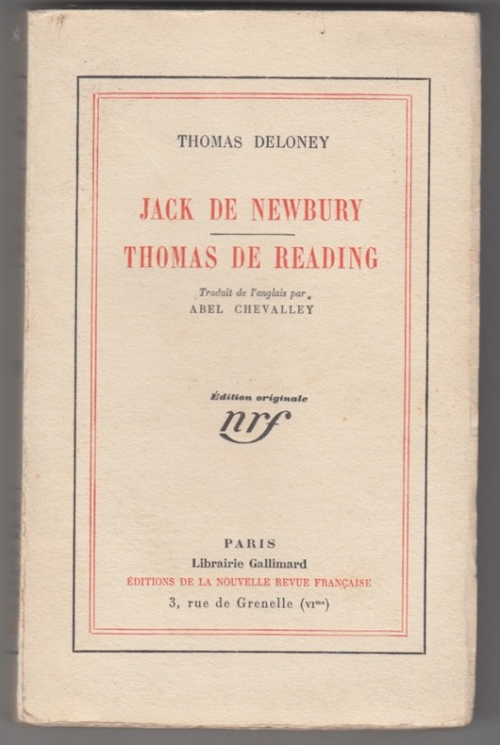 THOMAS DELONEY
JACK DE NEWBURY
THOMAS DE READING
Traduit de l'anglais par
ABEL CHEVALLEY
Édition originale
nrf
PARIS
Librairie Gallimard
ÉDITIONS DE LA NOUVELLE REVUE FRANÇAISE
3, rue de Grenelle (VIme)